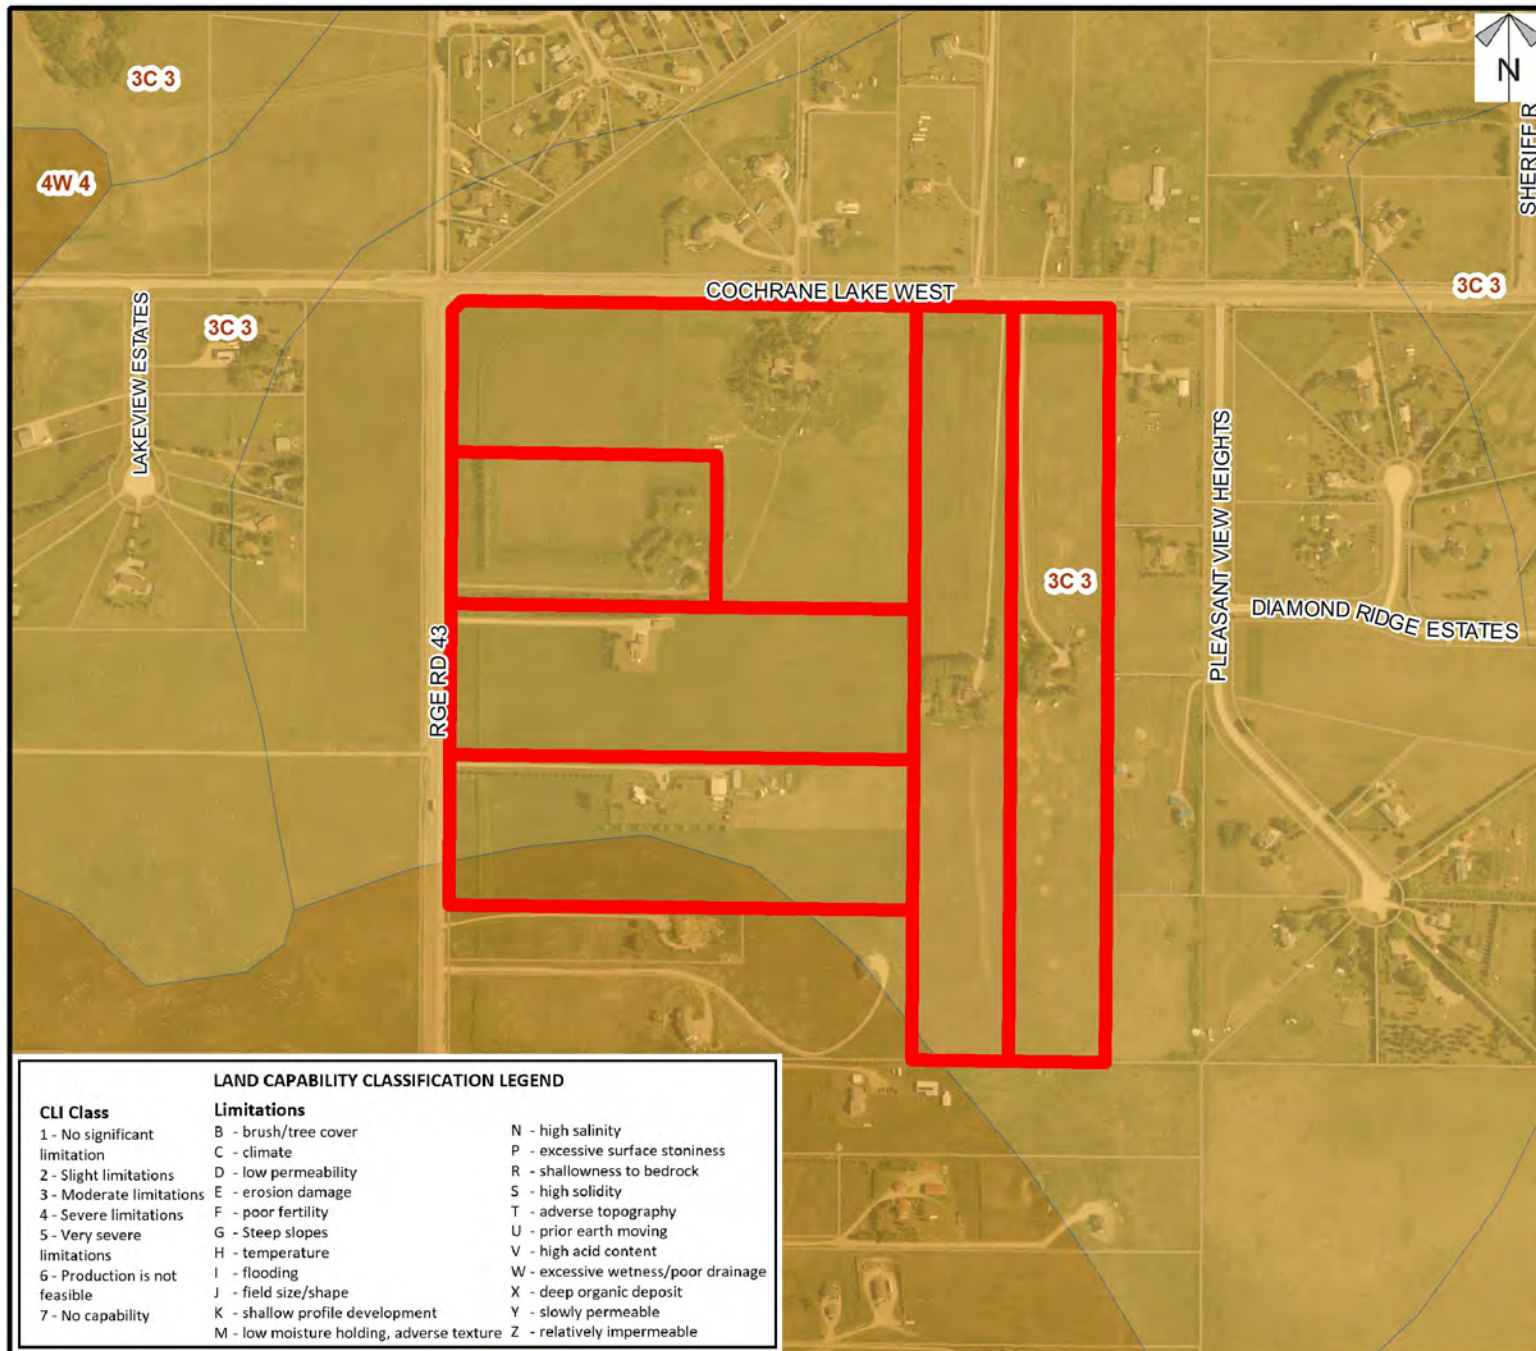 3C 3
N
SHERIFF R
4W 4
COCHRANE LAKE WEST
3C 3
LAKEVIEW ESTATES
3C 3
PLEASANT VIEW HEIGHTS
3C 3
DIAMOND RIDGE ESTATES
RGE RD 43
LAND CAPABILITY CLASSIFICATION LEGEND
CLI Class
1 - No significant
limitation
2 - Slight limitations
3 - Moderate limitations
4 - Severe limitations
5 - Very severe
limitations
6 - Production is not
feasible
7 - No capability
Limitations
B - brush/tree cover
C - climate
D - low permeability
E - erosion damage
F - poor fertility
G - Steep slopes
H - temperature
I - flooding
J - field size/shape
K - shallow profile development
M - low moisture holding, adverse texture
N - high salinity
P - excessive surface stoniness
R - shallowness to bedrock
S - high solidity
T - adverse topography
U - prior earth moving
V - high acid content
W - excessive wetness/poor drainage
X - deep organic deposit
Y - slowly permeable
Z - relatively impermeable